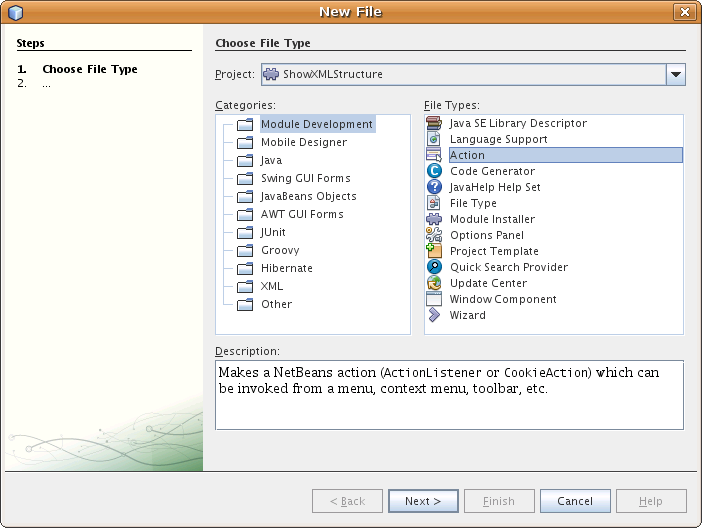 New File
Steps
1. Choose File Type
2. ...
Choose File Type
Project: ShowXMLStructure
Categories:
Module Development
Mobile Designer
Java
Swing GUI Forms
JavaBeans Objects
AWT GUI Forms
JUnit
Groovy
Hibernate
XML
Other
File Types:
Java SE Library Descriptor
Language Support
Action
Code Generator
JavaHelp Help Set
File Type
Module Installer
Options Panel
Project Template
Quick Search Provider
Update Center
Window Component
Wizard
Description:
Makes a NetBeans action (ActionListener or CookieAction) which can
be invoked from a menu, context menu, toolbar, etc.
< Back
Next >
Finish
Cancel
Help